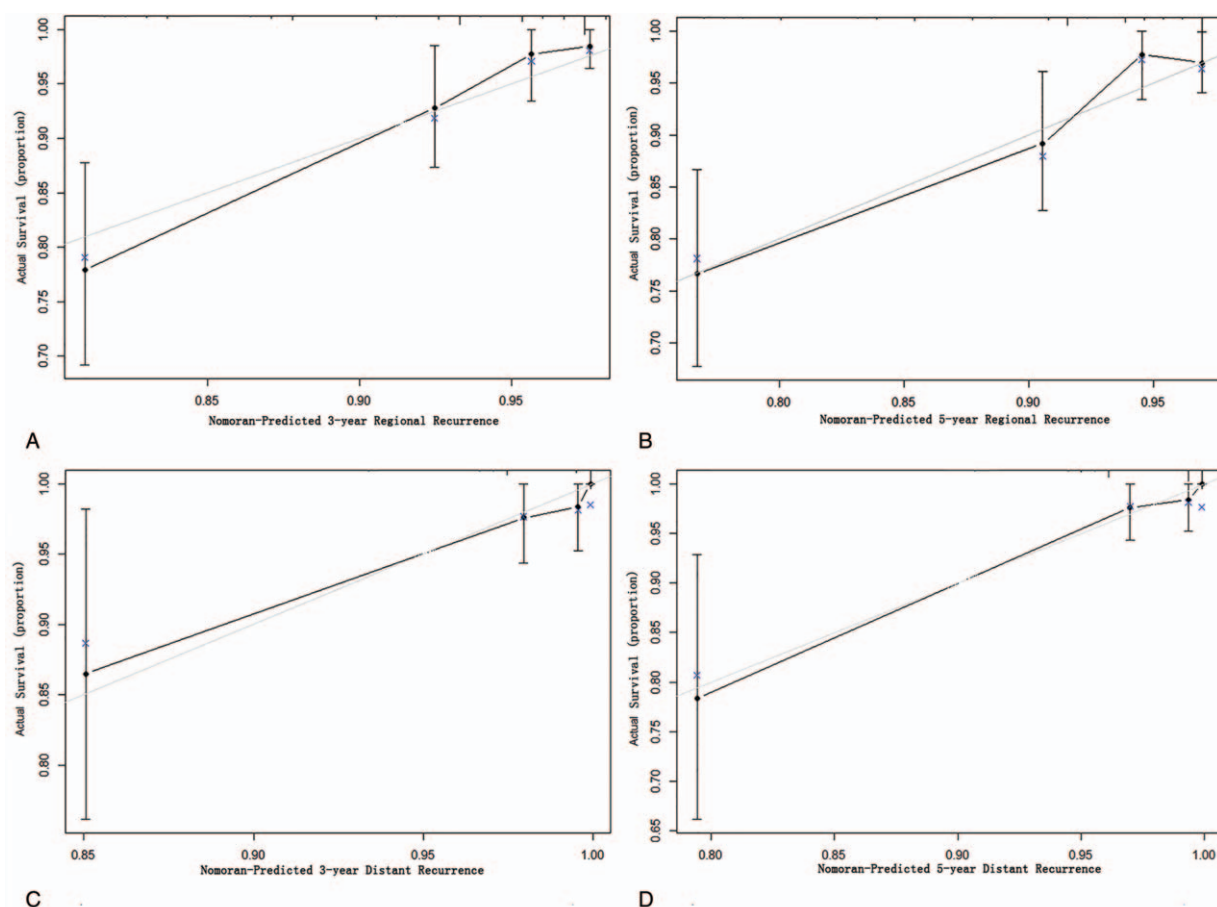 1.00
0.95
0.90
0.85
0.80
0.75
0.70
Actual Survival (proportion)
0.85 0.90 0.95
Nomoran-Predicted 3-year Regional Recurrence
A
1.00
0.95
0.90
0.85
0.80
0.75
0.70
Actual Survival (proportion)
0.80 0.85 0.90 0.95
Nomoran-Predicted 5-year Regional Recurrence
B
1.00
0.95
0.90
0.85
0.80
Actual Survival (proportion)
0.85 0.90 0.95 1.00
Nomoran-Predicted 3-year Distant Recurrence
C
1.00
0.95
0.90
0.85
0.80
0.75
0.70
0.65
Actual Survival (proportion)
0.80 0.85 0.90 0.95 1.00
Nomoran-Predicted 5-year Distant Recurrence
D